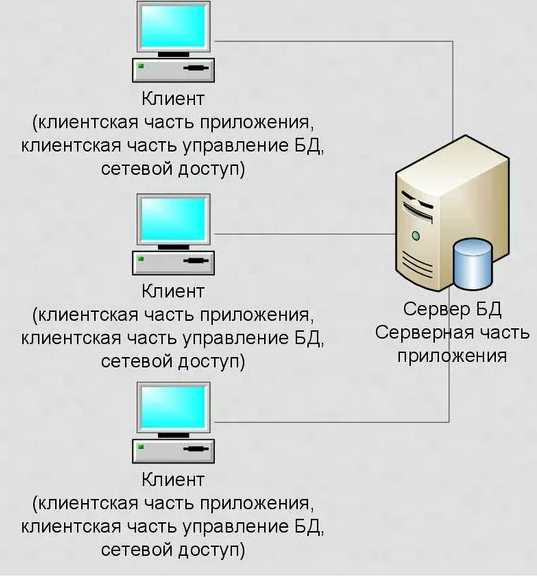 Клиент
(клиентская часть приложения,
клиентская часть управление БД,
сетевой доступ)
Клиент
(клиентская часть приложения,
клиентская часть управление БД,
сетевой доступ)
Сервер БД
Серверная часть
приложения
Клиент
(клиентская часть приложения,
клиентская часть управление БД,
сетевой доступ)